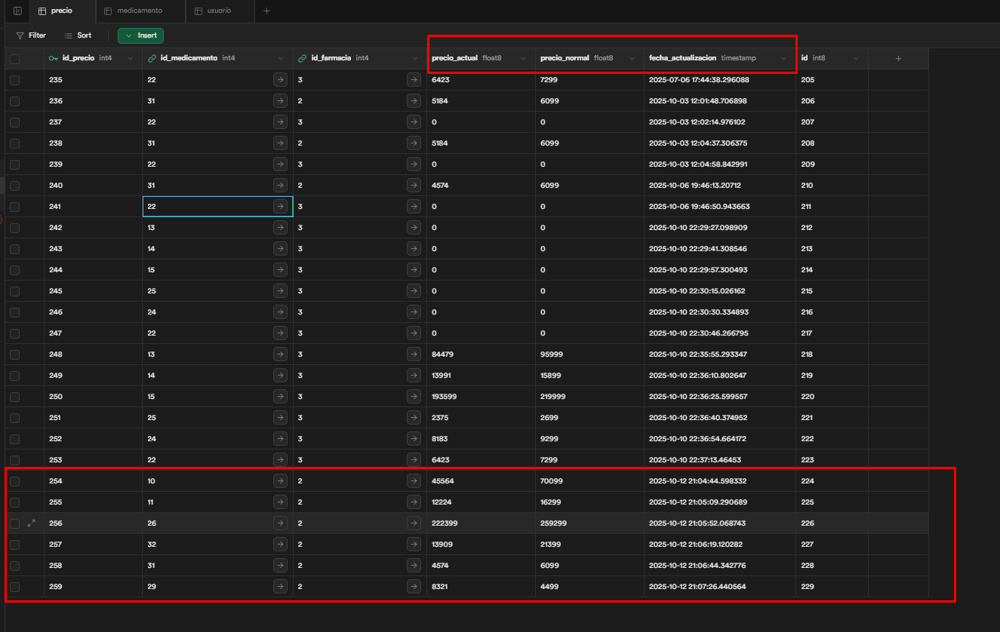 precio medicamento usuario
Filter Sort Insert
id_precio int4 id_medicamento int4 id_farmacia int4 precio_actual float8 precio_normal float8 fecha_actualizacion timestamp id int8
235 22 3 6423 7299 2025-07-06 17:44:38.296088 205
236 31 2 5184 6099 2025-10-03 12:01:48.706898 206
237 22 3 0 0 2025-10-03 12:02:14.976102 207
238 31 2 5184 6099 2025-10-03 12:04:37.306375 208
239 22 3 0 0 2025-10-03 12:04:58.842991 209
240 31 2 4574 6099 2025-10-06 19:46:13.20712 210
241 22 3 0 0 2025-10-06 19:46:50.943663 211
242 13 3 0 0 2025-10-10 22:29:27.098909 212
243 14 3 0 0 2025-10-10 22:29:41.308546 213
244 15 3 0 0 2025-10-10 22:29:57.300493 214
245 25 3 0 0 2025-10-10 22:30:15.026162 215
246 24 3 0 0 2025-10-10 22:30:30.334893 216
247 22 3 0 0 2025-10-10 22:30:46.266795 217
248 13 3 84479 95999 2025-10-10 22:35:55.293347 218
249 14 3 13991 15899 2025-10-10 22:36:10.802647 219
250 15 3 193599 219999 2025-10-10 22:36:25.599557 220
251 25 3 2375 2699 2025-10-10 22:36:40.374952 221
252 24 3 8183 9299 2025-10-10 22:36:54.664172 222
253 22 3 6423 7299 2025-10-10 22:37:13.46453 223
254 10 2 45564 70099 2025-10-12 21:04:44.598332 224
255 11 2 12224 16299 2025-10-12 21:05:09.290689 225
256 26 2 222399 259299 2025-10-12 21:05:52.068743 226
257 32 2 13909 21399 2025-10-12 21:06:19.120282 227
258 31 2 4574 6099 2025-10-12 21:06:44.342776 228
259 29 2 8321 4499 2025-10-12 21:07:26.440564 229